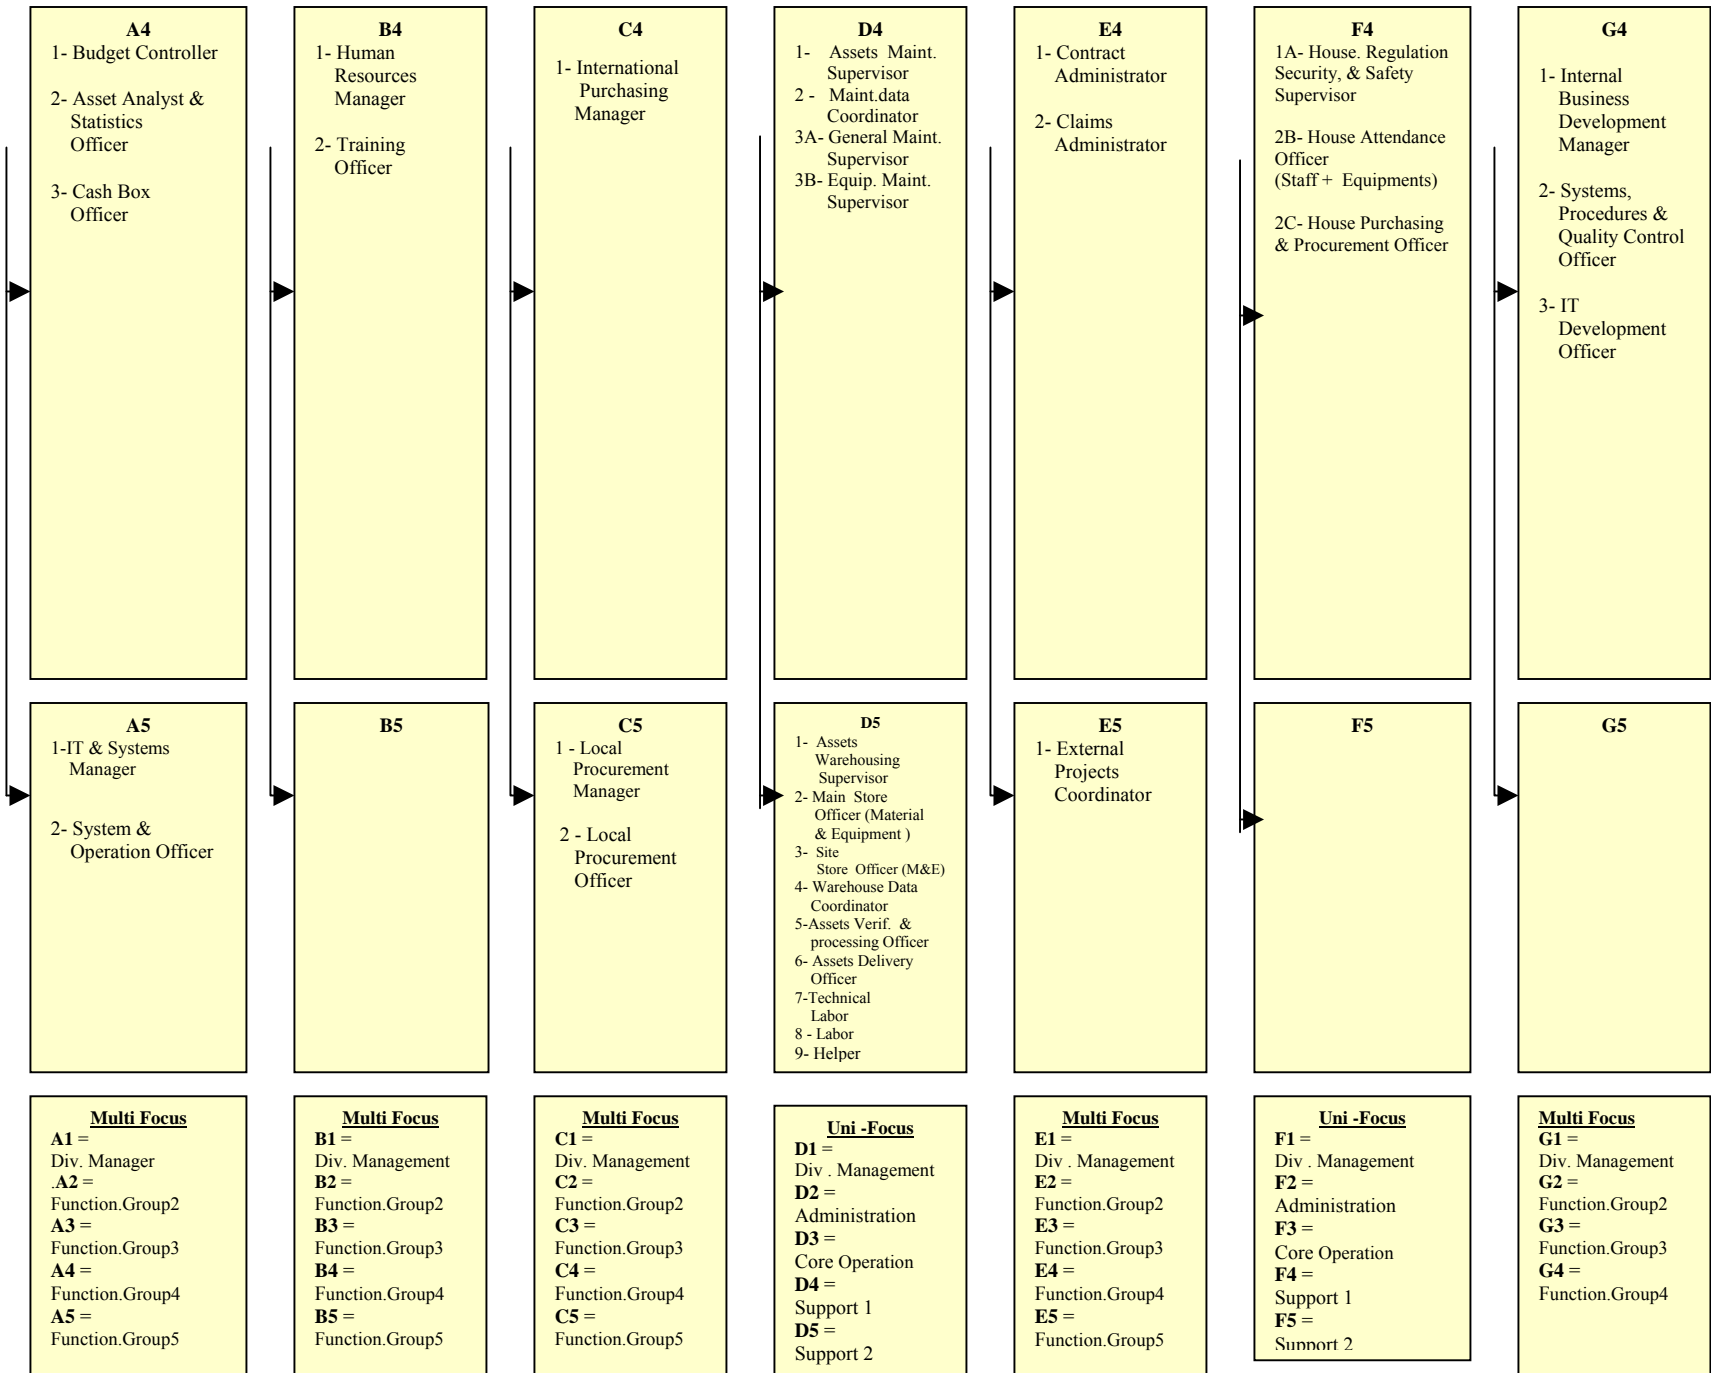 A4
1- Budget Controller
2- Asset Analyst &
Statistics
Officer
3- Cash Box
Officer
B4
1- Human
Resources
Manager
2- Training
Officer
C4
1- International
Purchasing
Manager
D4
1- Assets Maint.
Supervisor
2 - Maint.data
Coordinator
3A- General Maint.
Supervisor
3B- Equip. Maint.
Supervisor
E4
1- Contract
Administrator
2- Claims
Administrator
F4
1A- House. Regulation
Security, & Safety
Supervisor
2B- House Attendance
Officer
(Staff + Equipments)
2C- House Purchasing
& Procurement Officer
G4
1- Internal
Business
Development
Manager
2- Systems,
Procedures &
Quality Control
Officer
3- IT
Development
Officer
A5
1-IT & Systems
Manager
2- System &
Operation Officer
B5
C5
1 - Local
Procurement
Manager
2 - Local
Procurement
Officer
D5
1- Assets
Warehousing
Supervisor
2- Main Store
Officer (Material
& Equipment )
3- Site
Store Officer (M&E)
4- Warehouse Data
Coordinator
5-Assets Verif. &
processing Officer
6- Assets Delivery
Officer
7-Technical
Labor
8 - Labor
9- Helper
E5
1- External
Projects
Coordinator
F5
G5
Multi Focus
A1 =
Div. Manager
.A2 =
Function.Group2
A3 =
Function.Group3
A4 =
Function.Group4
A5 =
Function.Group5
Multi Focus
B1 =
Div. Management
B2 =
Function.Group2
B3 =
Function.Group3
B4 =
Function.Group4
B5 =
Function.Group5
Multi Focus
C1 =
Div. Management
C2 =
Function.Group2
C3 =
Function.Group3
C4 =
Function.Group4
C5 =
Function.Group5
Uni -Focus
D1 =
Div . Management
D2 =
Administration
D3 =
Core Operation
D4 =
Support 1
D5 =
Support 2
Multi Focus
E1 =
Div . Management
E2 =
Function.Group2
E3 =
Function.Group3
E4 =
Function.Group4
E5 =
Function.Group5
Uni -Focus
F1 =
Div . Management
F2 =
Administration
F3 =
Core Operation
F4 =
Support 1
F5 =
Support 2
Multi Focus
G1 =
Div. Management
G2 =
Function.Group2
G3 =
Function.Group3
G4 =
Function.Group4